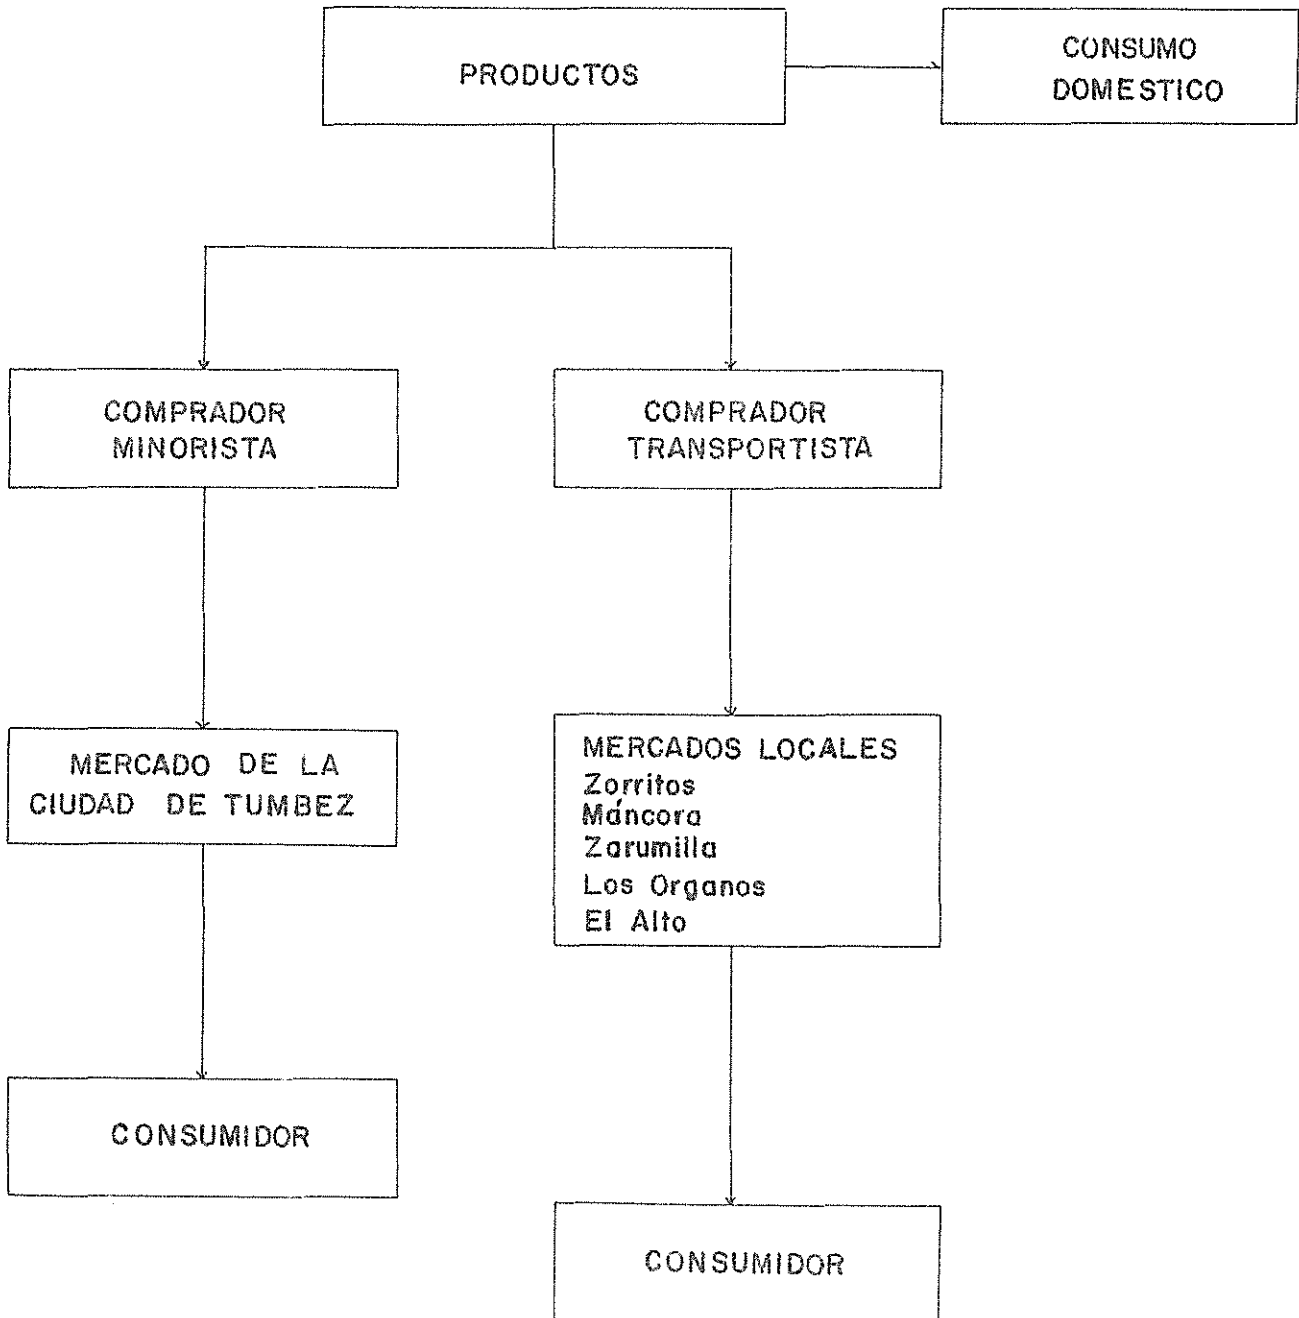 PRODUCTOS
CONSUMO
DOMESTICO
COMPRADOR
MINORISTA
COMPRADOR
TRANSPORTISTA
MERCADO DE LA
CIUDAD DE TUMBEZ
MERCADOS LOCALES
Zorritos
Máncora
Zarumilla
Los Organos
El Alto
CONSUMIDOR
CONSUMIDOR